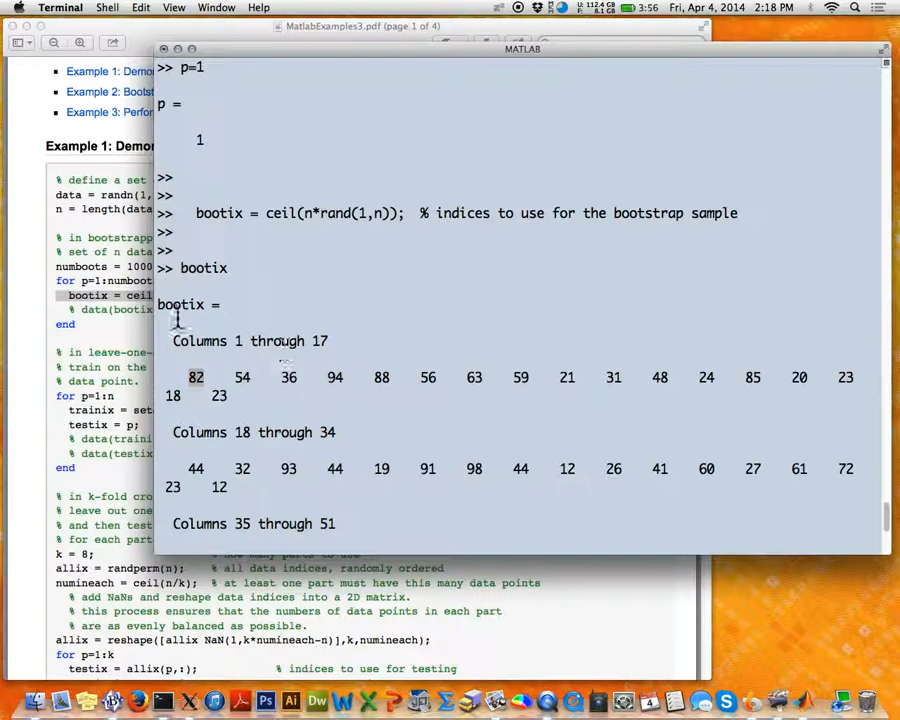 Terminal Shell Edit View Window Help
U: 112.4 G
F: 8.1 G
3:56 Fri, Apr 4, 2014 2:18 PM
MatlabExamples3.pdf (page 1 of 4)
Example 1: Demo
Example 2: Boots
Example 3: Perfor
Example 1: Demor
% define a set
data = randn(1,
n = length(data
% in bootstrapp
% set of n data
numboots = 1000
for p=1:numboot
bootix = ceil
% data(bootix
end
% in leave-one-
% train on the
% data point.
for p=1:n
trainix = set
testix = p;
% data(traini
% data(testix
end
% in k-fold cros
% leave out one
% and then test
% for each part
k = 8;
allix = randperm(n); % all data indices, randomly ordered
numineach = ceil(n/k); % at least one part must have this many data points
% add NaNs and reshape data indices into a 2D matrix.
% this process ensures that the numbers of data points in each part
% are as evenly balanced as possible.
allix = reshape([allix NaN(1,k*numineach-n)],k,numineach);
for p=1:k
testix = allix(p,:); % indices to use for testing
MATLAB
>> p=1
p =
1
>>
>>
>> bootix = ceil(n*rand(1,n)); % indices to use for the bootstrap sample
>>
>>
>> bootix
bootix =
Columns 1 through 17
82 54 36 94 88 56 63 59 21 31 48 24 85 20 23
18 23
Columns 18 through 34
44 32 93 44 19 91 98 44 12 26 41 60 27 61 72
23 12
Columns 35 through 51